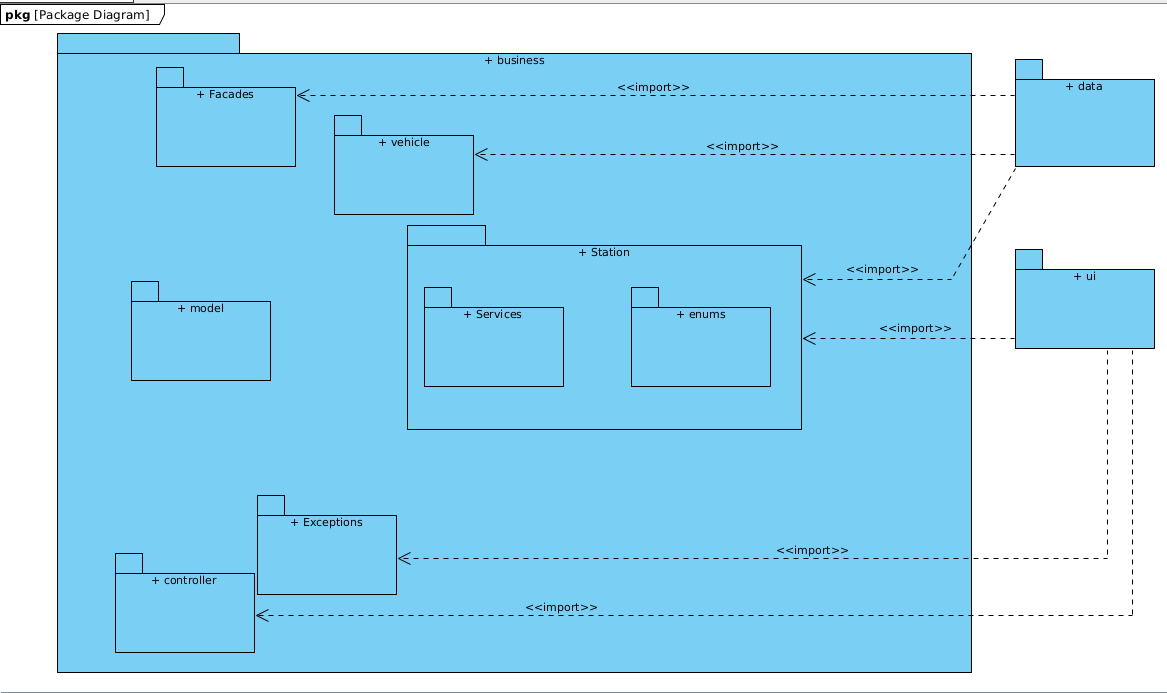 pkg [Package Diagram]
+ business
+ Facades
<<import>>
+ data
+ vehicle
<<import>>
+ Station
<<import>>
+ ui
+ model
+ Services
+ enums
<<import>>
+ Exceptions
<<import>>
+ controller
<<import>>